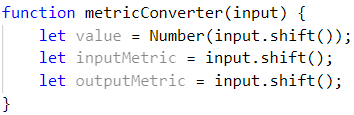 function metricConverter(input) {
    let value = Number(input.shift());
    let inputMetric = input.shift();
    let outputMetric = input.shift();
}